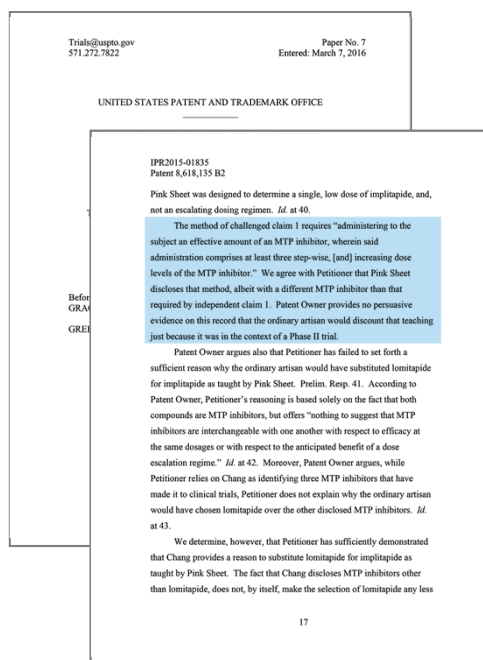 Trials@uspto.gov
571.272.7822
Paper No. 7
Entered: March 7, 2016
UNITED STATES PATENT AND TRADEMARK OFFICE
IPR2015-01835
Patent 8,618,135 B2
Pink Sheet was designed to determine a single, low dose of implitapide, and,
not an escalating dosing regimen. Id. at 40.
The method of challenged claim 1 requires “administering to the
subject an effective amount of an MTP inhibitor, wherein said
administration comprises at least three step-wise, [and] increasing dose
levels of the MTP inhibitor.” We agree with Petitioner that Pink Sheet
discloses that method, albeit with a different MTP inhibitor than that
required by independent claim 1. Patent Owner provides no persuasive
evidence on this record that the ordinary artisan would discount that teaching
just because it was in the context of a Phase II trial.
Patent Owner argues also that Petitioner has failed to set forth a
sufficient reason why the ordinary artisan would have substituted lomitapide
for implitapide as taught by Pink Sheet. Prelim. Resp. 41. According to
Patent Owner, Petitioner’s reasoning is based solely on the fact that both
compounds are MTP inhibitors, but offers “nothing to suggest that MTP
inhibitors are interchangeable with one another with respect to efficacy at
the same dosages or with respect to the anticipated benefit of a dose
escalation regime.” Id. at 42. Moreover, Patent Owner argues, while
Petitioner relies on Chang as identifying three MTP inhibitors that have
made it to clinical trials, Petitioner does not explain why the ordinary artisan
would have chosen lomitapide over the other disclosed MTP inhibitors. Id.
at 43.
We determine, however, that Petitioner has sufficiently demonstrated
that Chang provides a reason to substitute lomitapide for implitapide as
taught by Pink Sheet. The fact that Chang discloses MTP inhibitors other
than lomitapide, does not, by itself, make the selection of lomitapide any less
17